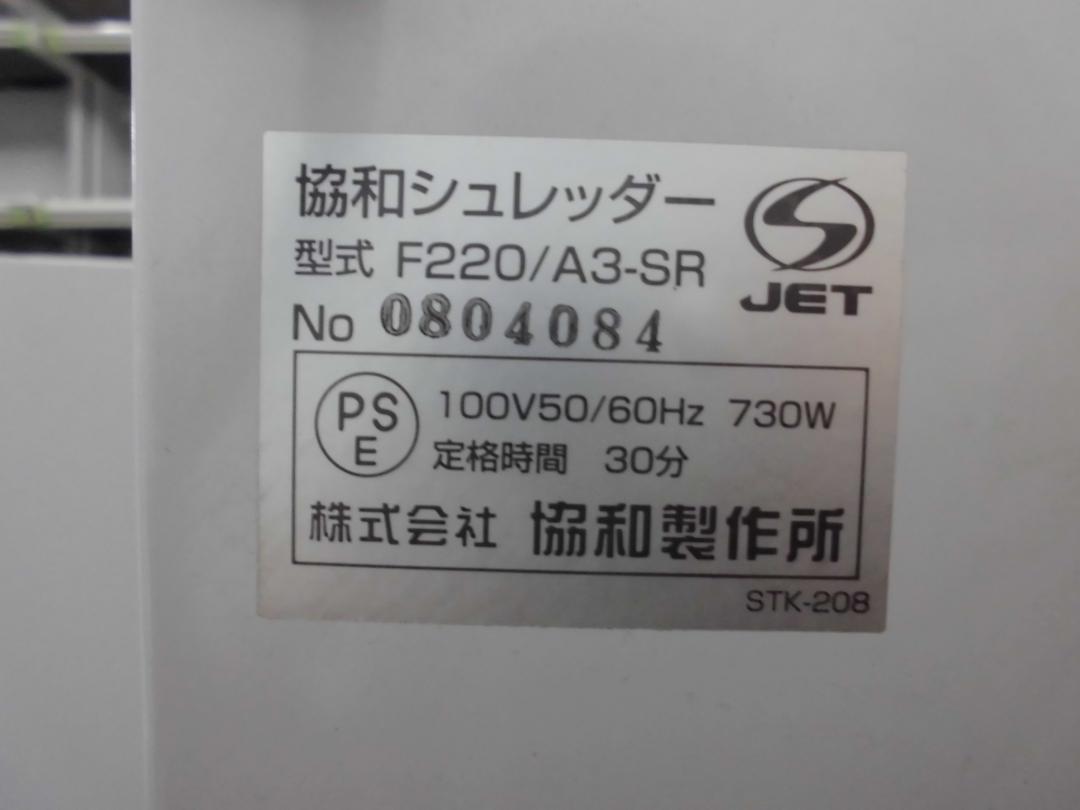 協和シュレッダー
型式 F220/A3-SR
JET
No 0804084
PS
E
100V50/60Hz 730W
定格時間 30分
株式会社 協和製作所
STK-208